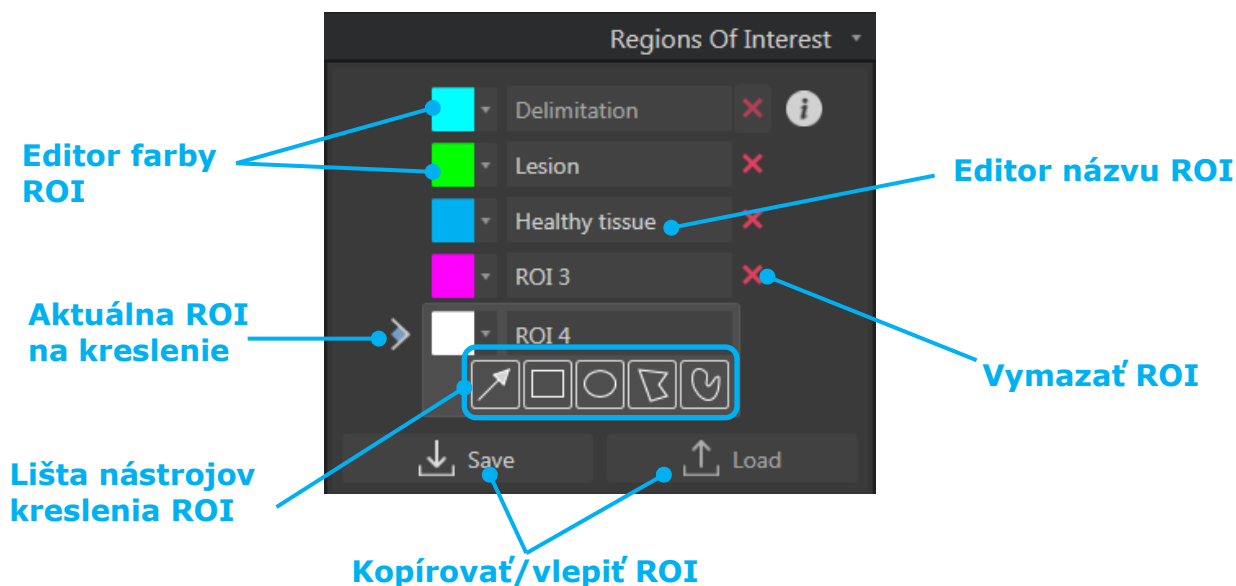 Regions Of Interest
Delimitation
Editor farby
ROI
Lesion
Editor názvu ROI
Healthy tissue
ROI 3
Aktuálna ROI
na kreslenie
ROI 4
Vymazať ROI
Save
Load
Lišta nástrojov
kreslenia ROI
Kopírovať/vlepiť ROI